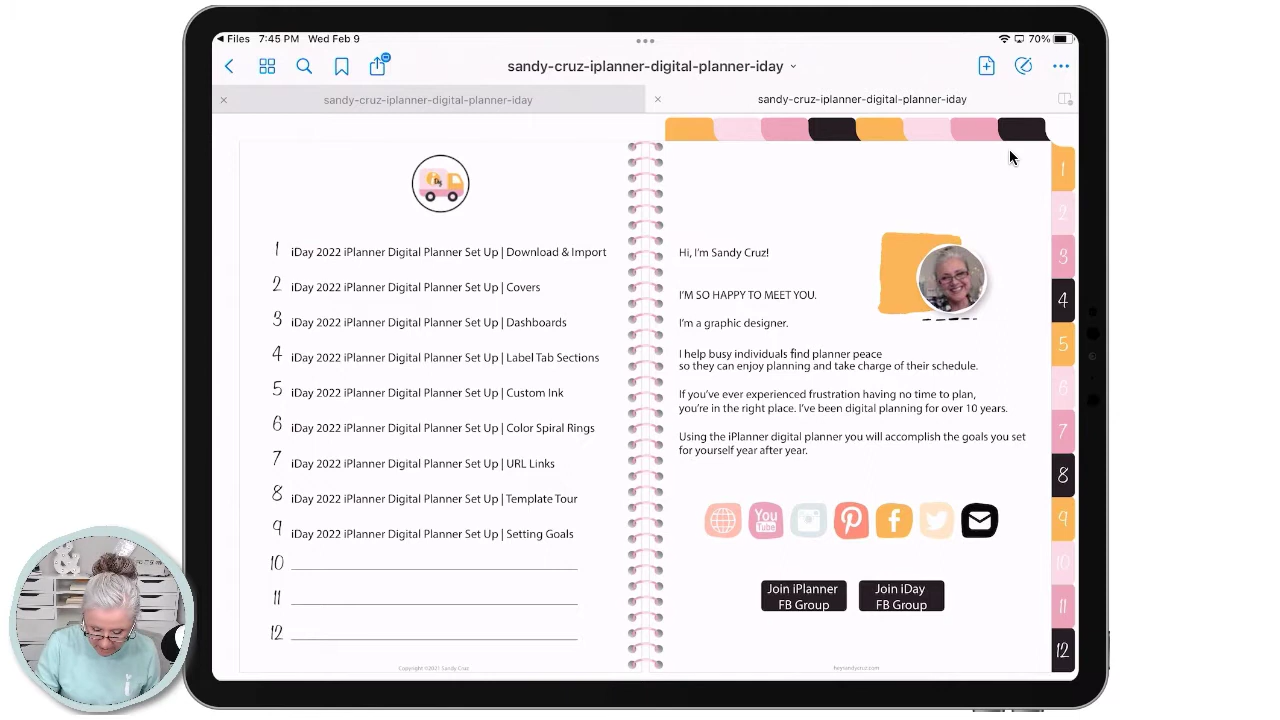 Files 7:45 PM Wed Feb 9 70%
sandy-cruz-iplanner-digital-planner-iday
sandy-cruz-iplanner-digital-planner-iday
sandy-cruz-iplanner-digital-planner-iday
1 iDay 2022 iPlanner Digital Planner Set Up | Download & Import
2 iDay 2022 iPlanner Digital Planner Set Up | Covers
3 iDay 2022 iPlanner Digital Planner Set Up | Dashboards
4 iDay 2022 iPlanner Digital Planner Set Up | Label Tab Sections
5 iDay 2022 iPlanner Digital Planner Set Up | Custom Ink
6 iDay 2022 iPlanner Digital Planner Set Up | Color Spiral Rings
7 iDay 2022 iPlanner Digital Planner Set Up | URL Links
8 iDay 2022 iPlanner Digital Planner Set Up | Template Tour
9 iDay 2022 iPlanner Digital Planner Set Up | Setting Goals
10
11
12
Copyright ©2021 Sandy Cruz
Hi, I'm Sandy Cruz!
I'M SO HAPPY TO MEET YOU.
I'm a graphic designer.
I help busy individuals find planner peace
so they can enjoy planning and take charge of their schedule.
If you've ever experienced frustration having no time to plan,
you're in the right place. I've been digital planning for over 10 years.
Using the iPlanner digital planner you will accomplish the goals you set
for yourself year after year.
You
Tube
Join iPlanner
FB Group
Join iDay
FB Group
heysandycruz.com
1
2
3
4
5
6
7
8
9
10
11
12